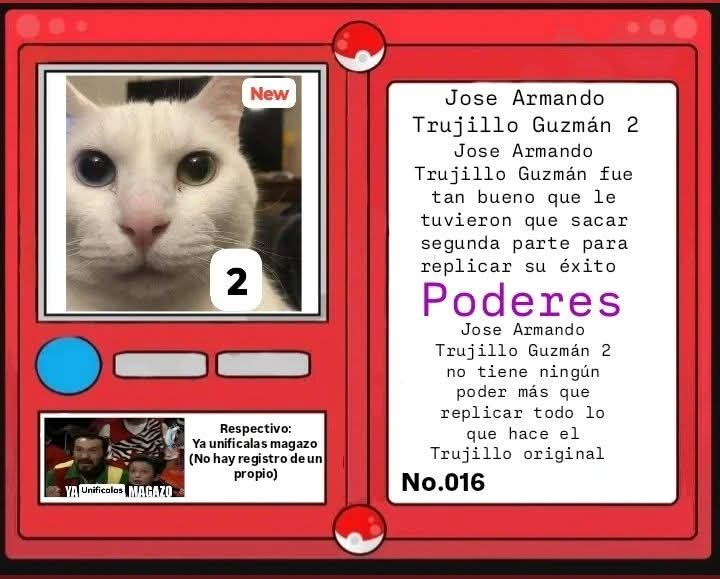 New
2
Jose Armando
Trujillo Guzmán 2
Jose Armando
Trujillo Guzmán fue
tan bueno que le
tuvieron que sacar
segunda parte para
replicar su éxito
Poderes
Jose Armando
Trujillo Guzmán 2
no tiene ningún
poder más que
replicar todo lo
que hace el
Trujillo original
No.016
Respectivo:
Ya unificalas magazo
(No hay registro de un
propio)
YA Unificalas MAGAZO